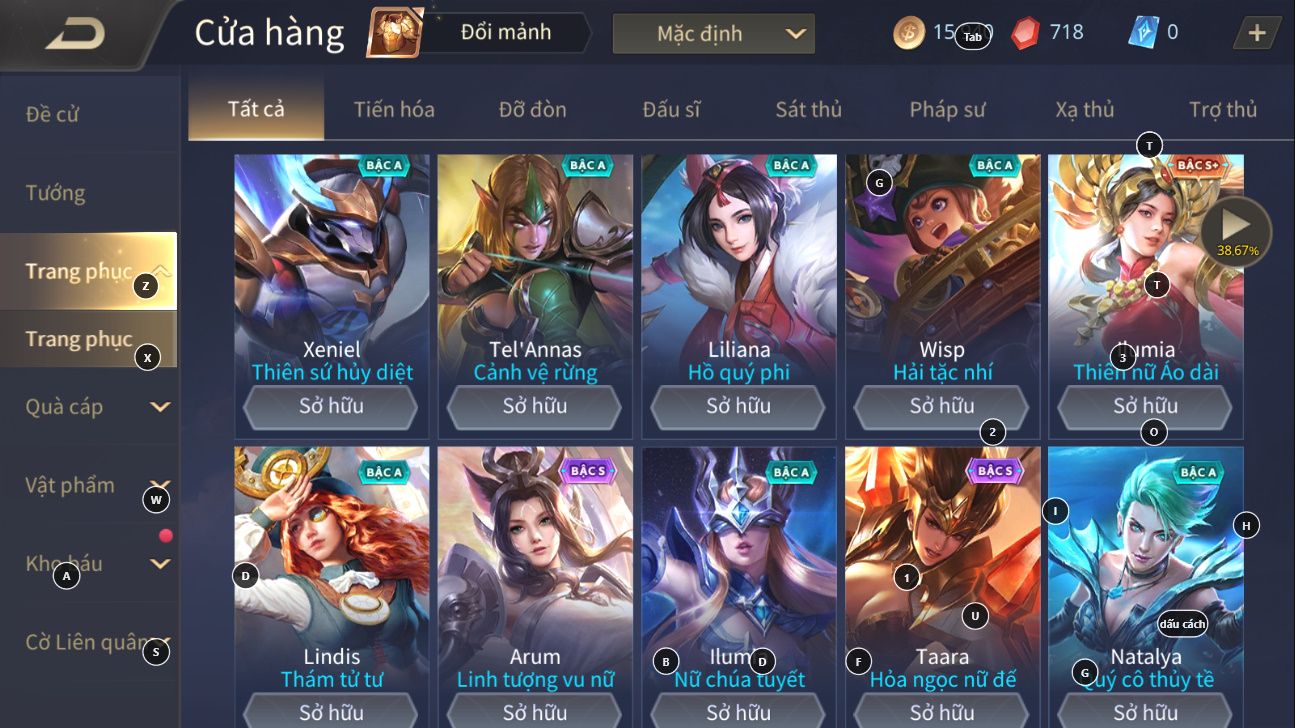 Cửa hàng
Đổi mảnh
Mặc định
Tab
718
0
Tất cả
Tiến hóa
Đỡ đòn
Đấu sĩ
Sát thủ
Pháp sư
Xạ thủ
Trợ thủ
Đề cử
Tướng
Trang phục
Z
Trang phục
X
Quà cáp
Vật phẩm
W
A
Cờ Liên quân
S
BẬC A
Xeniel
Thiên sứ hủy diệt
Sở hữu
BẬC A
Tel'Annas
Cảnh vệ rừng
Sở hữu
BẬC A
Liliana
Hồ quý phi
Sở hữu
BẬC A
G
Wisp
Hải tặc nhí
Sở hữu
2
T
BẬC S+
38,67%
T
3
Ilumia
Thiên nữ Áo dài
Sở hữu
O
BẬC A
D
Lindis
Thám tử tư
Sở hữu
BẬC S
Arum
Linh tượng vu nữ
Sở hữu
BẬC A
B
D
Ilumia
Nữ chúa tuyết
Sở hữu
BẬC S
1
U
F
Taara
Hỏa ngọc nữ đế
Sở hữu
BẬC A
I
H
dấu cách
G
Natalya
Quý cô thủy tề
Sở hữu